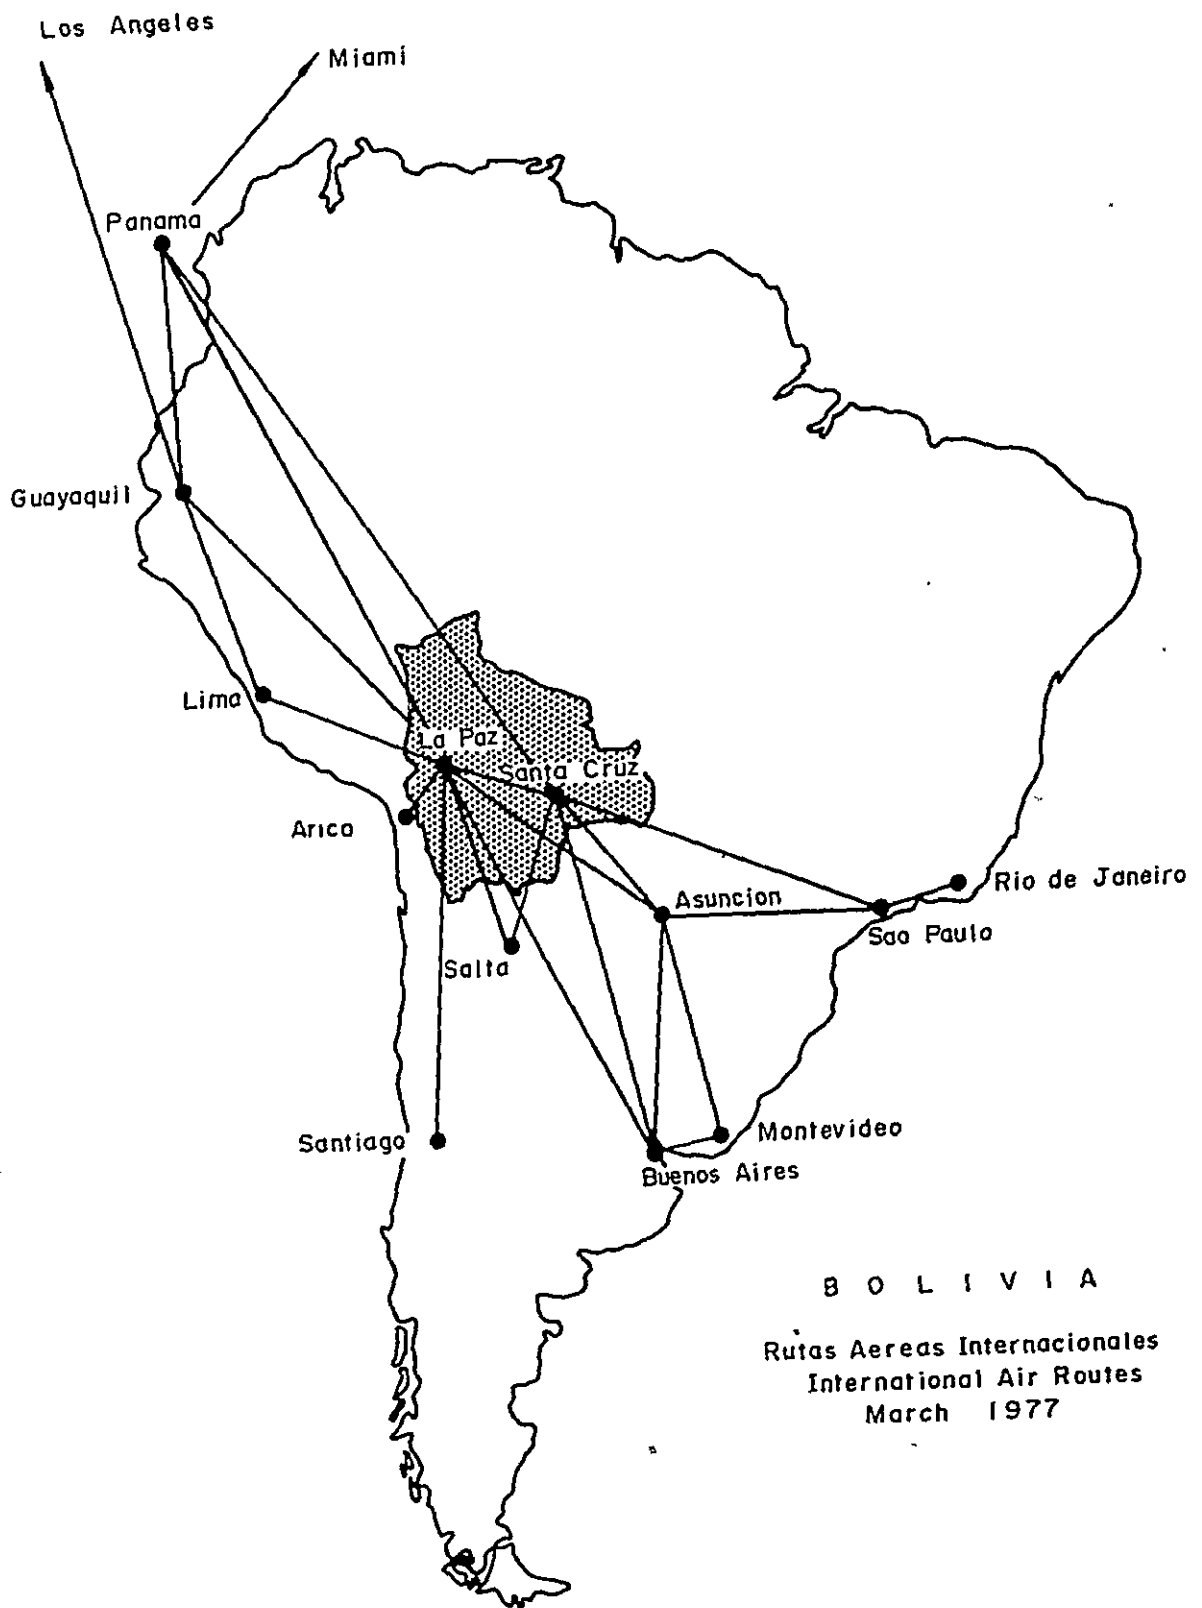 Los Angeles
Miami
Panama
Guayaquil
Lima
La Paz
Santa Cruz
Arica
Asuncion
Rio de Janeiro
Sao Paulo
Salta
Santiago
Montevideo
Buenos Aires
BOLIVIA
Rutas Aereas Internacionales
International Air Routes
March 1977